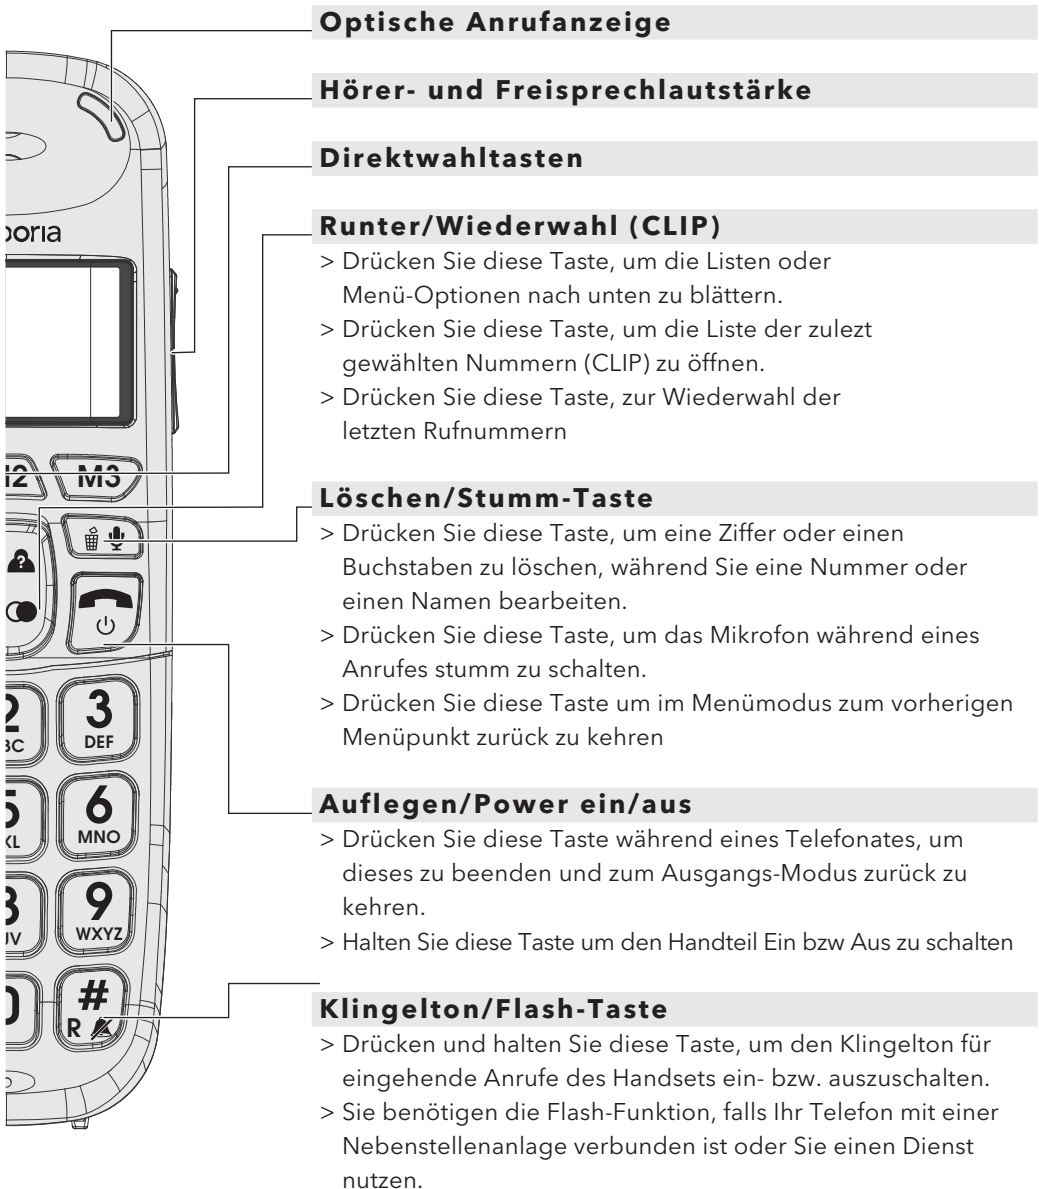 Optische Anrufanzeige
Hörer- und Freisprechlautstärke
Direktwahltasten
Runter/Wiederwahl (CLIP)
> Drücken Sie diese Taste, um die Listen oder
Menü-Optionen nach unten zu blättern.
> Drücken Sie diese Taste, um die Liste der zulezt
gewählten Nummern (CLIP) zu öffnen.
> Drücken Sie diese Taste, zur Wiederwahl der
letzten Rufnummern
Löschen/Stumm-Taste
> Drücken Sie diese Taste, um eine Ziffer oder einen
Buchstaben zu löschen, während Sie eine Nummer oder
einen Namen bearbeiten.
> Drücken Sie diese Taste, um das Mikrofon während eines
Anrufes stumm zu schalten.
> Drücken Sie diese Taste um im Menümodus zum vorherigen
Menüpunkt zurück zu kehren
Auflegen/Power ein/aus
> Drücken Sie diese Taste während eines Telefonates, um
dieses zu beenden und zum Ausgangs-Modus zurück zu
kehren.
> Halten Sie diese Taste um den Handteil Ein bzw Aus zu schalten
Klingelton/Flash-Taste
> Drücken und halten Sie diese Taste, um den Klingelton für
eingehende Anrufe des Handsets ein- bzw. auszuschalten.
> Sie benötigen die Flash-Funktion, falls Ihr Telefon mit einer
Nebenstellenanlage verbunden ist oder Sie einen Dienst
nutzen.
M3
?
3
DEF
6
MNO
9
WXYZ
#
R